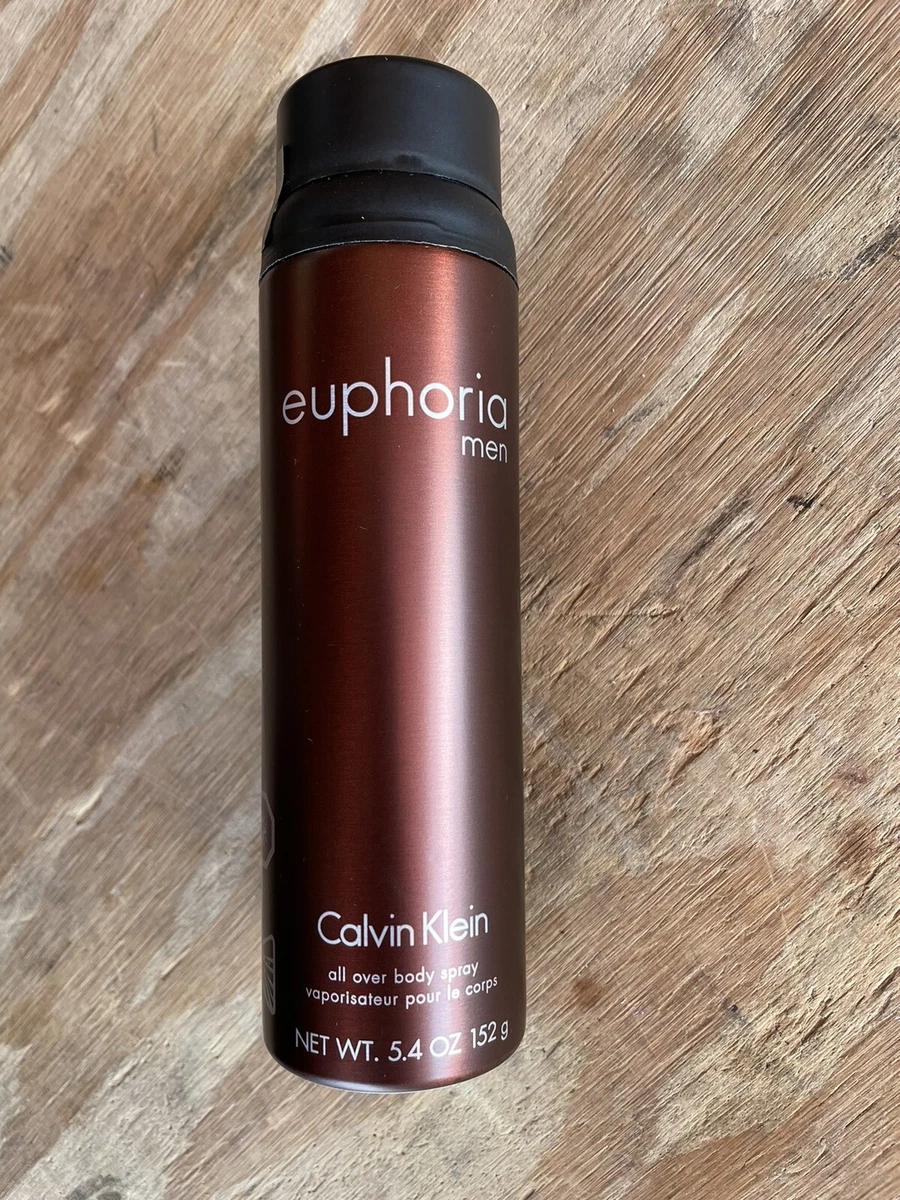 euphoria
men
Calvin Klein
all over body spray
vaporisateur pour le corps
NET WT. 5.4 OZ 152 g